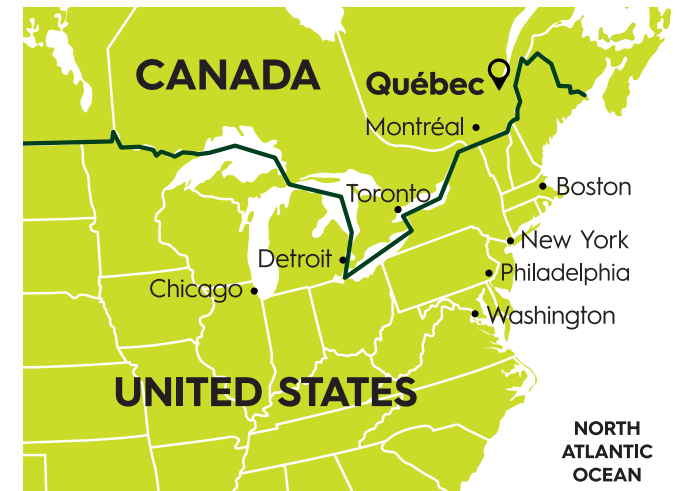 CANADA
Québec
Montréal
Toronto
Boston
New York
Detroit
Philadelphia
Chicago
Washington
UNITED STATES
NORTH
ATLANTIC
OCEAN